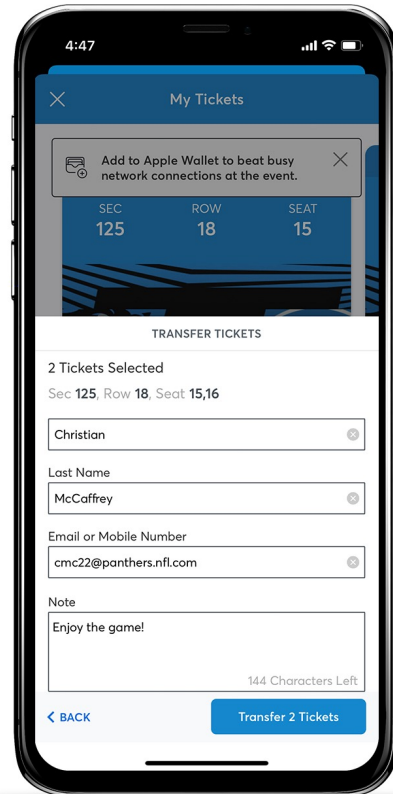 4:47
My Tickets
Add to Apple Wallet to beat busy
network connections at the event.
SEC ROW SEAT
125 18 15
TRANSFER TICKETS
2 Tickets Selected
Sec 125, Row 18, Seat 15,16
Christian
Last Name
McCaffrey
Email or Mobile Number
cmc22@panthers.nfl.com
Note
Enjoy the game!
144 Characters Left
BACK Transfer 2 Tickets